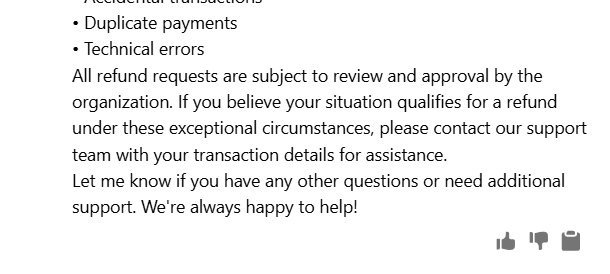 • Accidental transactions
• Duplicate payments
• Technical errors
All refund requests are subject to review and approval by the
organization. If you believe your situation qualifies for a refund
under these exceptional circumstances, please contact our support
team with your transaction details for assistance.
Let me know if you have any other questions or need additional
support. We're always happy to help!